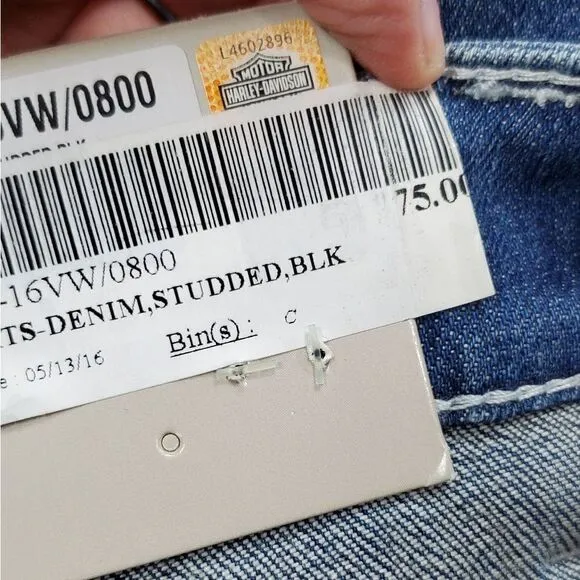 L4602896
MOTOR
HARLEY-DAVIDSON
VW/0800
75.00
-16VW/0800
TS-DENIM,STUDDED,BLK
: 05/13/16
Bin(s): C